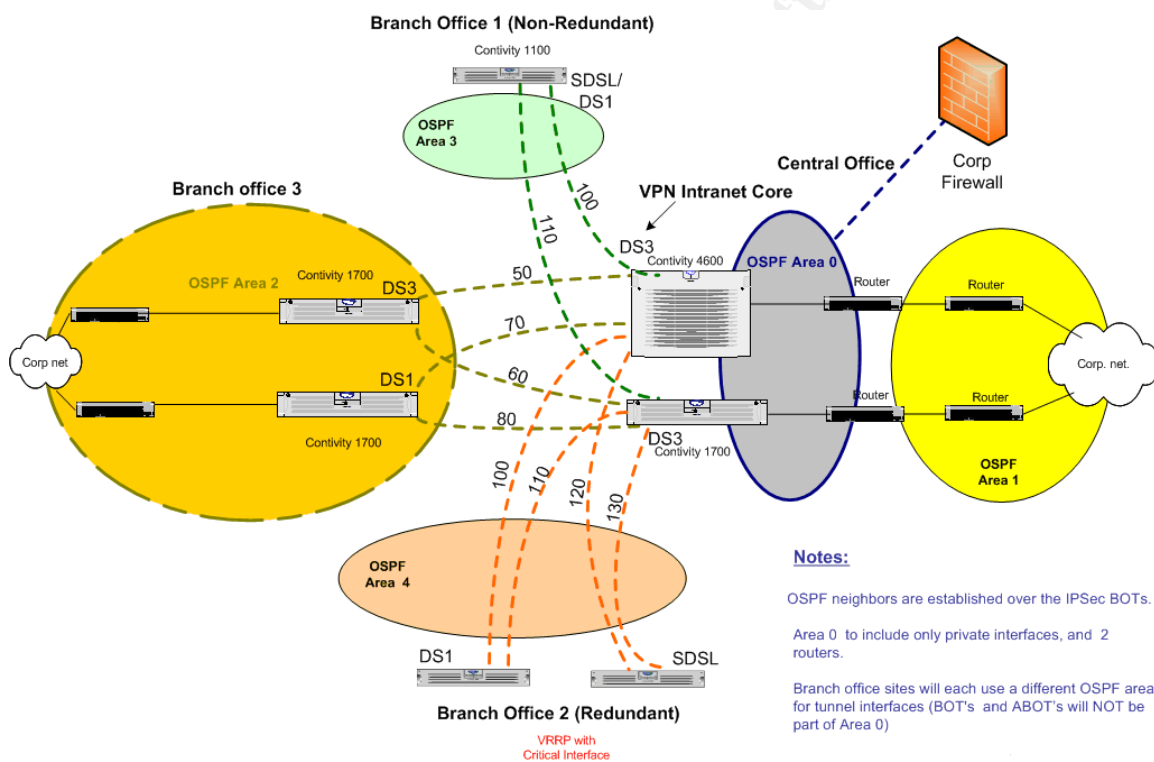 Branch Office 1 (Non-Redundant)
Contivity 1100
SDSL/
DS1
OSPF
Area 3
Corp
Firewall
Central Office
Branch office 3
VPN Intranet Core
100
110
DS3
Contivity 4600
OSPF Area 0
OSPF Area 2
Contivity 1700
DS3
50
Router
Router
70
Corp net
Corp. net.
60
DS1
Router
Router
80
Contivity 1700
DS3
Contivity 1700
OSPF
Area 1
100
110
120
130
OSPF
Area 4
Notes:
OSPF neighbors are established over the IPSec BOTs.
Area 0 to include only private interfaces, and 2
routers.
Branch office sites will each use a different OSPF area
for tunnel interfaces (BOT's and ABOT's will NOT be
part of Area 0)
DS1
SDSL
Branch Office 2 (Redundant)
VRRP with
Critical Interface